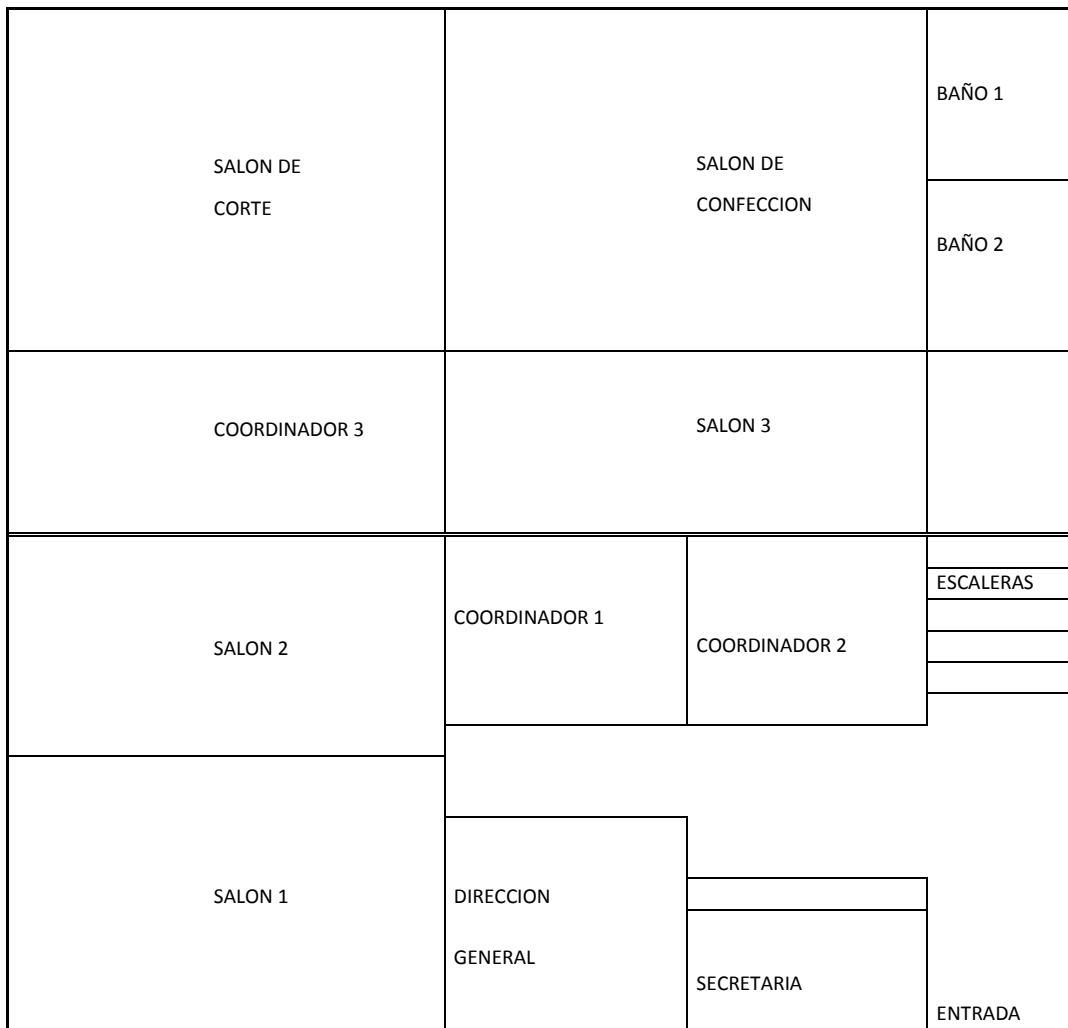 BAÑO 1
SALON DE
CORTE
SALON DE
CONFECCION
BAÑO 2
COORDINADOR 3
SALON 3
ESCALERAS
COORDINADOR 1
SALON 2
COORDINADOR 2
SALON 1
DIRECCION
GENERAL
SECRETARIA
ENTRADA